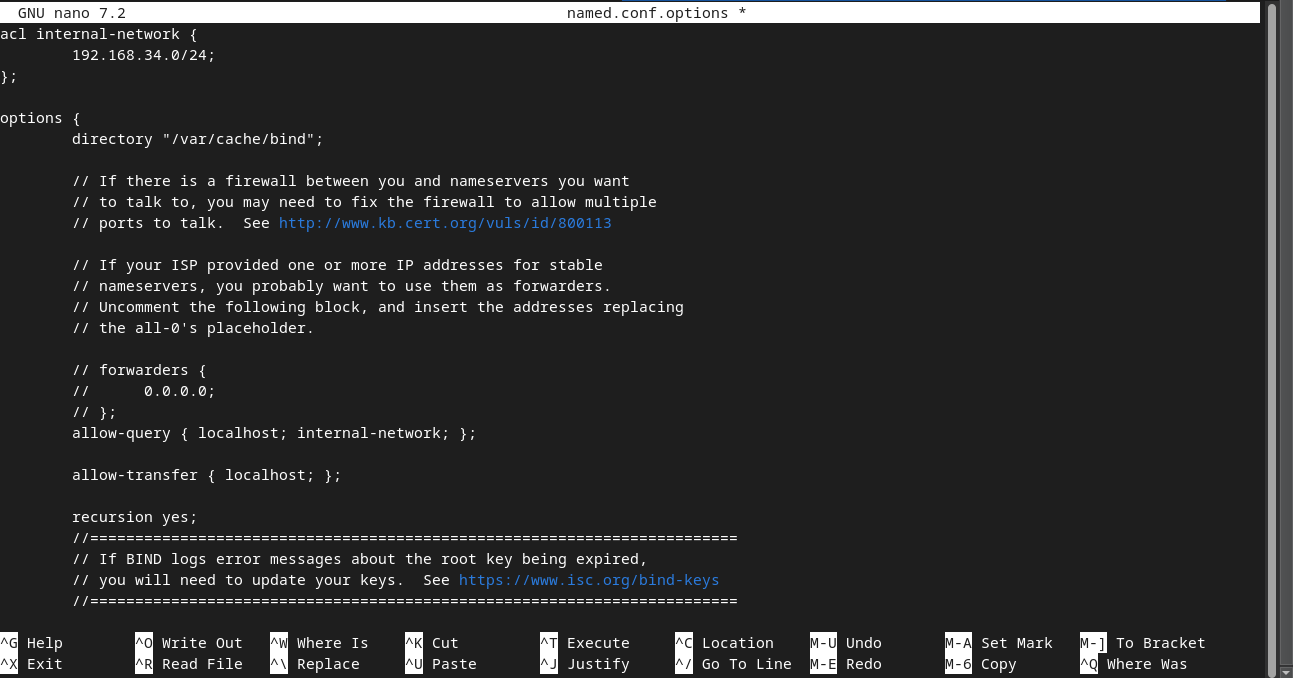 GNU nano 7.2 named.conf.options *
acl internal-network {
192.168.34.0/24;
};
options {
directory "/var/cache/bind";
// If there is a firewall between you and nameservers you want
// to talk to, you may need to fix the firewall to allow multiple
// ports to talk.  See http://www.kb.cert.org/vuls/id/800113
// If your ISP provided one or more IP addresses for stable
// nameservers, you probably want to use them as forwarders.
// Uncomment the following block, and insert the addresses replacing
// the all-0's placeholder.
// forwarders {
//      0.0.0.0;
// };
allow-query { localhost; internal-network; };
allow-transfer { localhost; };
recursion yes;
//========================================================================
// If BIND logs error messages about the root key being expired,
// you will need to update your keys.  See https://www.isc.org/bind-keys
//========================================================================
^G Help ^O Write Out ^W Where Is ^K Cut ^T Execute ^C Location M-U Undo M-A Set Mark M-] To Bracket
^X Exit ^R Read File ^\ Replace ^U Paste ^J Justify ^/ Go To Line M-E Redo M-6 Copy ^Q Where Was